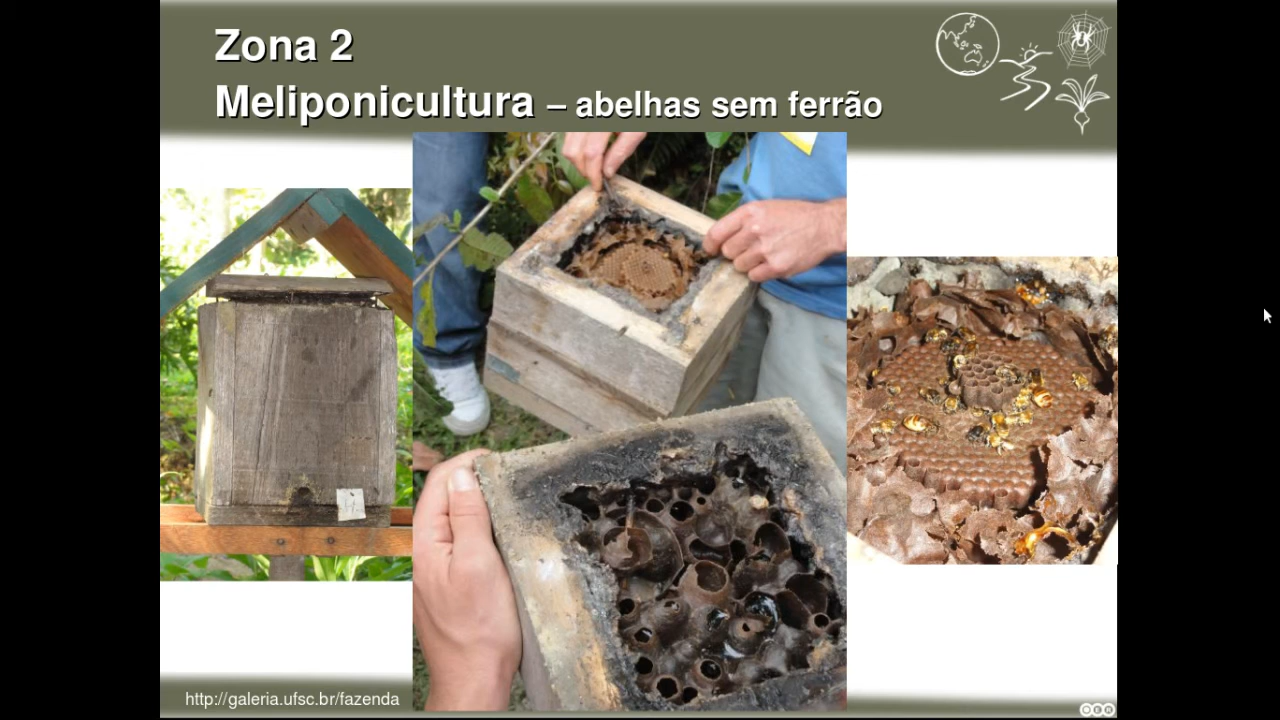 Zona 2
Meliponicultura – abelhas sem ferrão
http://galeria.ufsc.br/fazenda